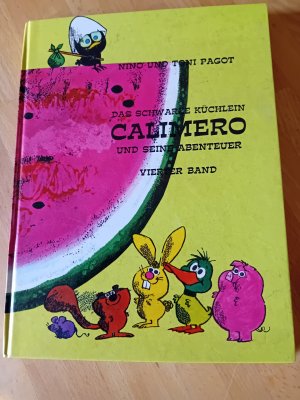 NINO UND TONI PAGOT
DAS SCHWARZE KÜCHLEIN
CALIMERO
UND SEINE ABENTEUER
VIERTER BAND